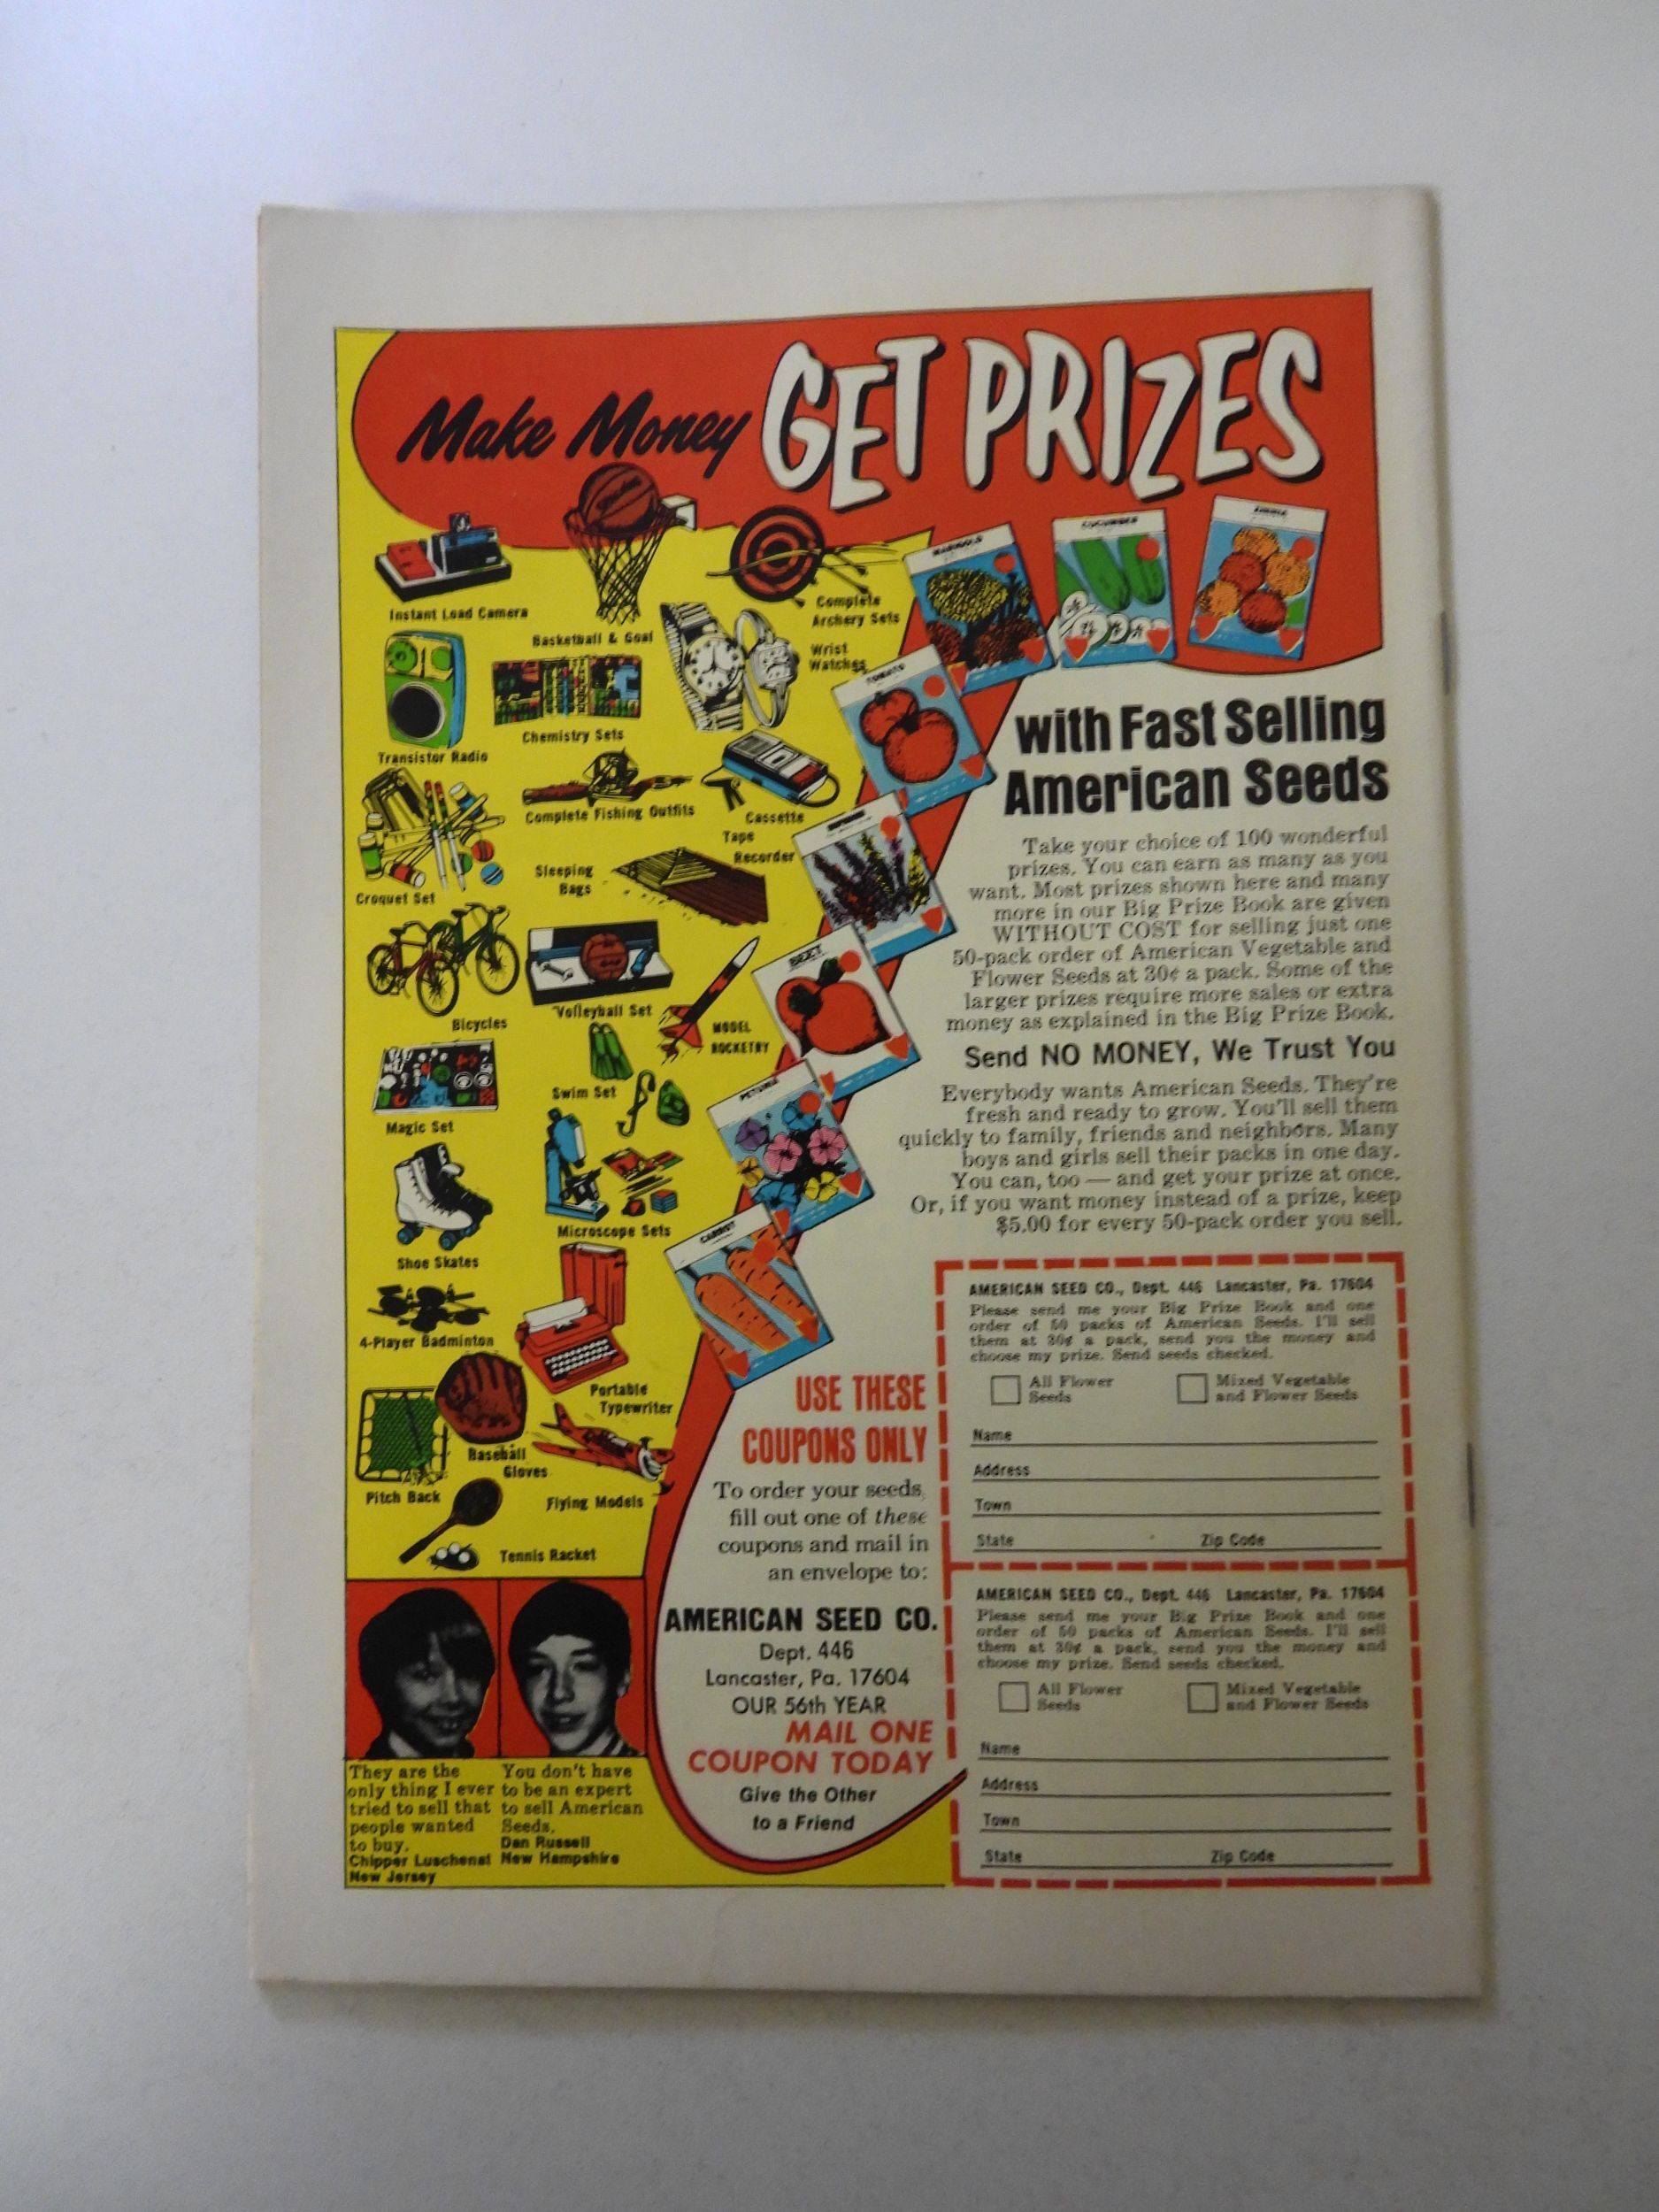 Make Money GET PRIZES
Instant Load Camera
Basketball & Goal
Complete
Archery Sets
Wrist
Watches
Transistor Radio
Chemistry Sets
Complete Fishing Outfits
Cassette
Tape
Recorder
Croquet Set
Sleeping
Bags
Bicycles
Volleyball Set
MODEL
ROCKETRY
Magic Set
Swim Set
Shoe Skates
Microscope Sets
4-Player Badminton
Portable
Typewriter
Pitch Back
Baseball
Gloves
Flying Models
Tennis Racket
MARIGOLD
CUCUMBER
ZINNIA
TOMATO
BEET
PETUNIA
CARROT
with Fast Selling
American Seeds
Take your choice of 100 wonderful
prizes. You can earn as many as you
want. Most prizes shown here and many
more in our Big Prize Book are given
WITHOUT COST for selling just one
50-pack order of American Vegetable and
Flower Seeds at 30¢ a pack. Some of the
larger prizes require more sales or extra
money as explained in the Big Prize Book.
Send NO MONEY, We Trust You
Everybody wants American Seeds. They're
fresh and ready to grow. You'll sell them
quickly to family, friends and neighbors. Many
boys and girls sell their packs in one day.
You can, too — and get your prize at once.
Or, if you want money instead of a prize, keep
$5.00 for every 50-pack order you sell.
USE THESE
COUPONS ONLY
To order your seeds,
fill out one of these
coupons and mail in
an envelope to:
AMERICAN SEED CO.
Dept. 446
Lancaster, Pa. 17604
OUR 56th YEAR
MAIL ONE
COUPON TODAY
Give the Other
to a Friend
AMERICAN SEED CO., Dept. 446 Lancaster, Pa. 17604
Please send me your Big Prize Book and one
order of 50 packs of American Seeds. I'll sell
them at 30¢ a pack, send you the money and
choose my prize. Send seeds checked.
All Flower
Seeds
Mixed Vegetable
and Flower Seeds
Name
Address
Town
State Zip Code
AMERICAN SEED CO., Dept. 446 Lancaster, Pa. 17604
Please send me your Big Prize Book and one
order of 50 packs of American Seeds. I'll sell
them at 30¢ a pack, send you the money and
choose my prize. Send seeds checked.
All Flower
Seeds
Mixed Vegetable
and Flower Seeds
Name
Address
Town
State Zip Code
They are the
only thing I ever
tried to sell that
people wanted
to buy.
Chipper Luschenat
New Jersey
You don't have
to be an expert
to sell American
Seeds.
Dan Russell
New Hampshire